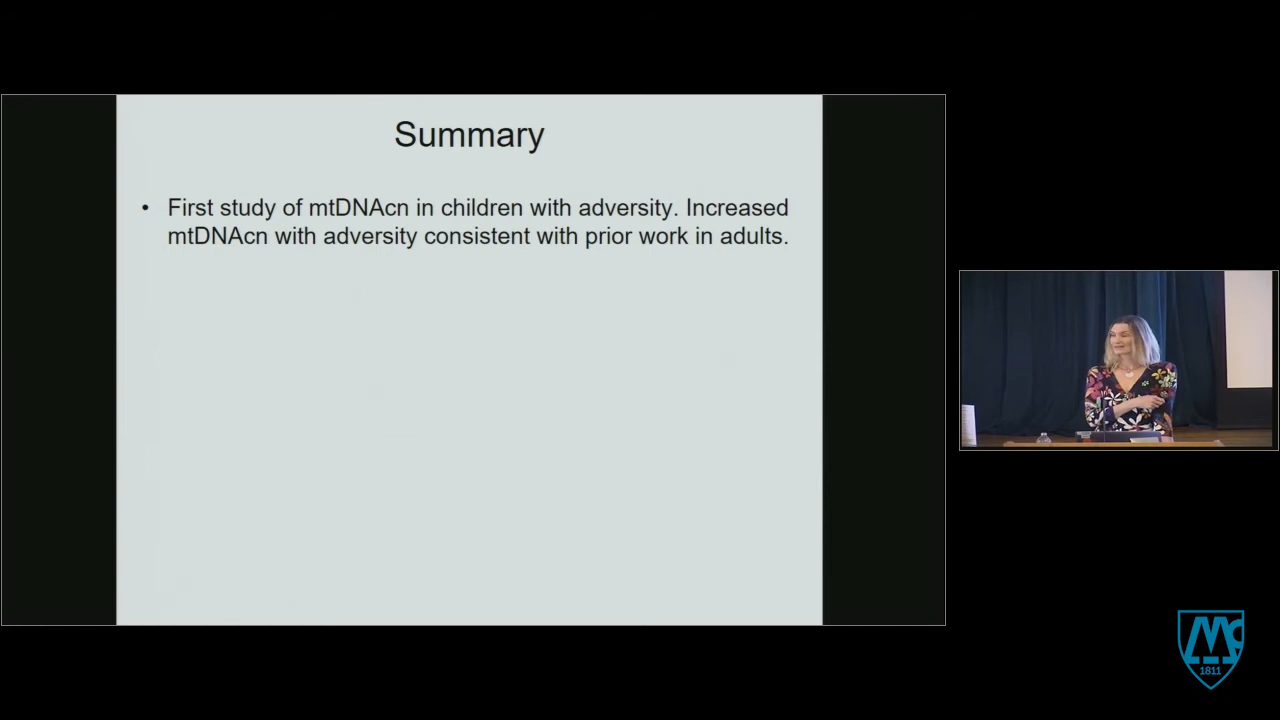 Summary
• First study of mtDNAcn in children with adversity. Increased
mtDNAcn with adversity consistent with prior work in adults.
Mc
1811